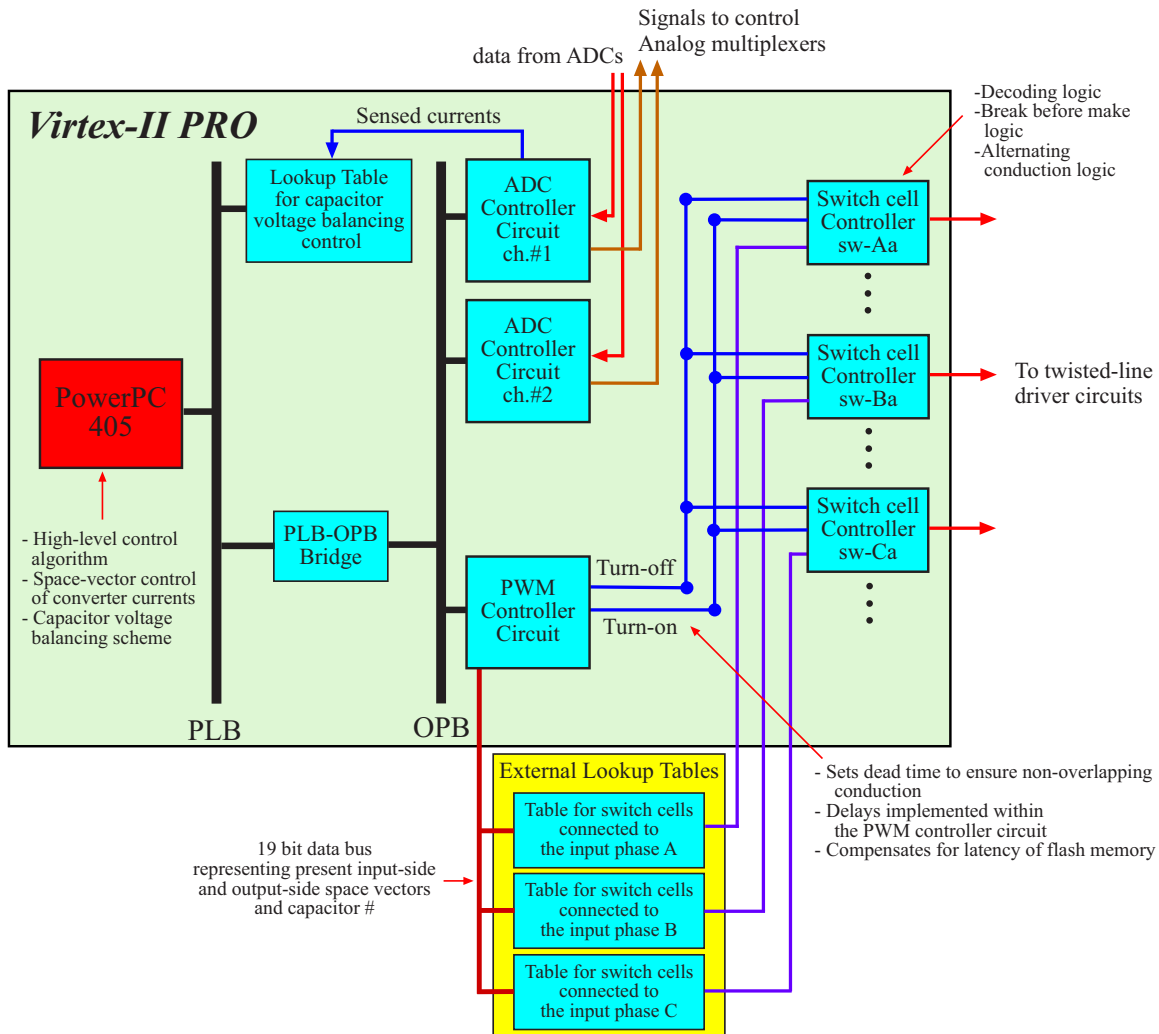 Signals to control
Analog multiplexers
data from ADCs
Virtex-II PRO
Sensed currents
-Decoding logic
-Break before make
logic
-Alternating
conduction logic
Lookup Table
for capacitor
voltage balancing
control
ADC
Controller
Circuit
ch.#1
Switch cell
Controller
sw-Aa
ADC
Controller
Circuit
ch.#2
Switch cell
Controller
sw-Ba
To twisted-line
driver circuits
PowerPC
405
Switch cell
Controller
sw-Ca
- High-level control
algorithm
- Space-vector control
of converter currents
- Capacitor voltage
balancing scheme
PLB-OPB
Bridge
PWM
Controller
Circuit
Turn-off
Turn-on
PLB
OPB
External Lookup Tables
- Sets dead time to ensure non-overlapping
conduction
- Delays implemented within
the PWM controller circuit
- Compensates for latency of flash memory
Table for switch cells
connected to
the input phase A
19 bit data bus
representing present input-side
and output-side space vectors
and capacitor #
Table for switch cells
connected to
the input phase B
Table for switch cells
connected to
the input phase C